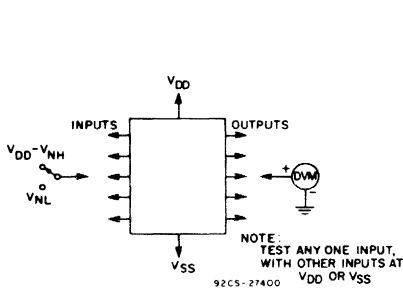 VDD
INPUTS
OUTPUTS
VDD-VNH
VNL
+
DVM
-
NOTE:
TEST ANY ONE INPUT,
WITH OTHER INPUTS AT
VDD OR VSS
VSS
92CS-27400